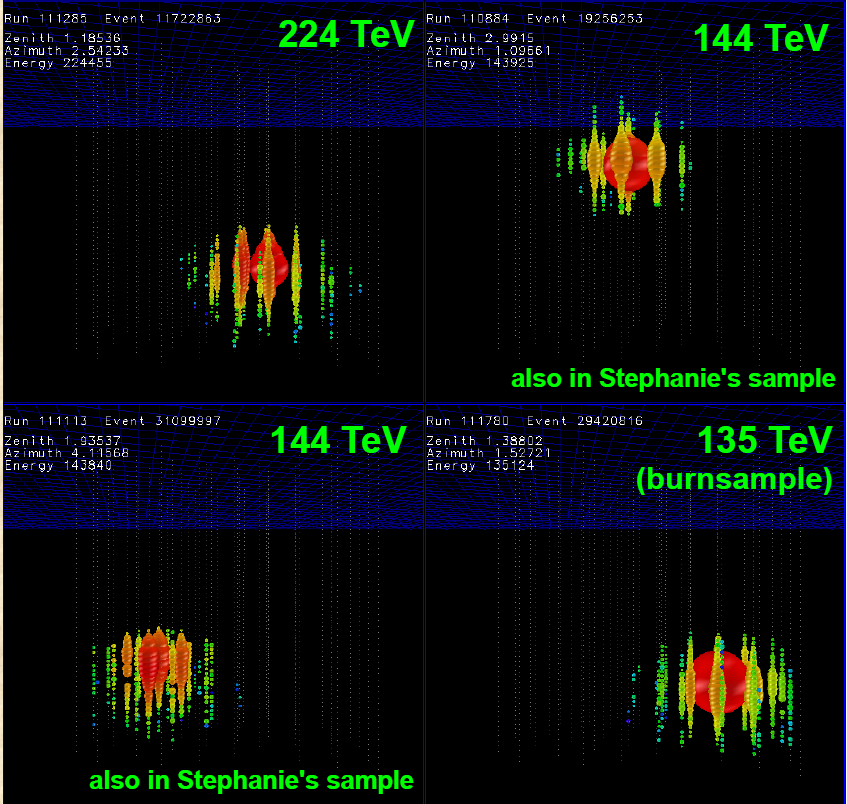 Run 111285 Event 11722863
Zenith 1.18536
Azimuth 2.54233
Energy 224455
224 TeV
Run 110884 Event 19256253
Zenith 2.9915
Azimuth 1.09661
Energy 143925
144 TeV
also in Stephanie's sample
Run 111113 Event 31099997
Zenith 1.93537
Azimuth 4.11568
Energy 143840
144 TeV
also in Stephanie's sample
Run 111780 Event 29420816
Zenith 1.38802
Azimuth 1.52721
Energy 135124
135 TeV
(burnsample)